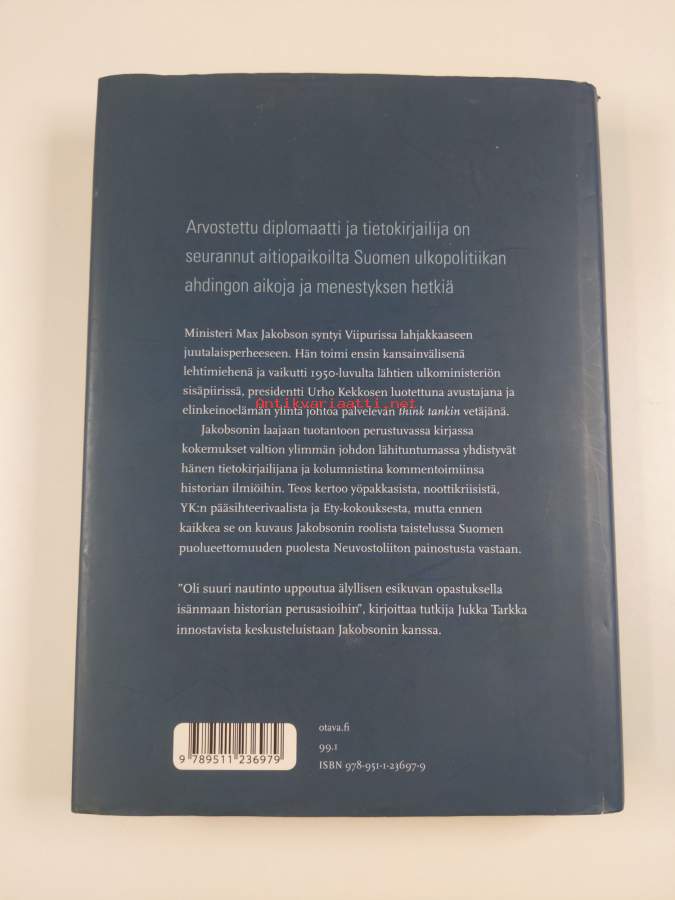 Arvostettu diplomaatti ja tietokirjailija on
seurannut aitiopaikoilta Suomen ulkopolitiikan
ahdingon aikoja ja menestyksen hetkiä
Ministeri Max Jakobson syntyi Viipurissa lahjakkaaseen
juutalaisperheeseen. Hän toimi ensin kansainvälisenä
lehtimiehenä ja vaikutti 1950-luvulta lähtien ulkoministeriön
sisäpiirissä, presidentti Urho Kekkosen luotettuna avustajana ja
Antikvariaatti.net
elinkeinoelämän ylintä johtoa palvelevan think tankin vetäjänä.
Jakobsonin laajaan tuotantoon perustuvassa kirjassa
kokemukset valtion ylimmän johdon lähituntumassa yhdistyvät
hänen tietokirjailijana ja kolumnistina kommentoimiinsa
historian ilmiöihin. Teos kertoo yöpakkasista, noottikriisistä,
YK:n pääsihteerivaalista ja Ety-kokouksesta, mutta ennen
kaikkea se on kuvaus Jakobsonin roolista taistelussa Suomen
puolueettomuuden puolesta Neuvostoliiton painostusta vastaan.
"Oli suuri nautinto uppoutua älyllisen esikuvan opastuksella
isänmaan historian perusasioihin", kirjoittaa tutkija Jukka Tarkka
innostavista keskusteluistaan Jakobsonin kanssa.
9 789511 236979
otava.fi
99.1
ISBN 978-951-1-23697-9